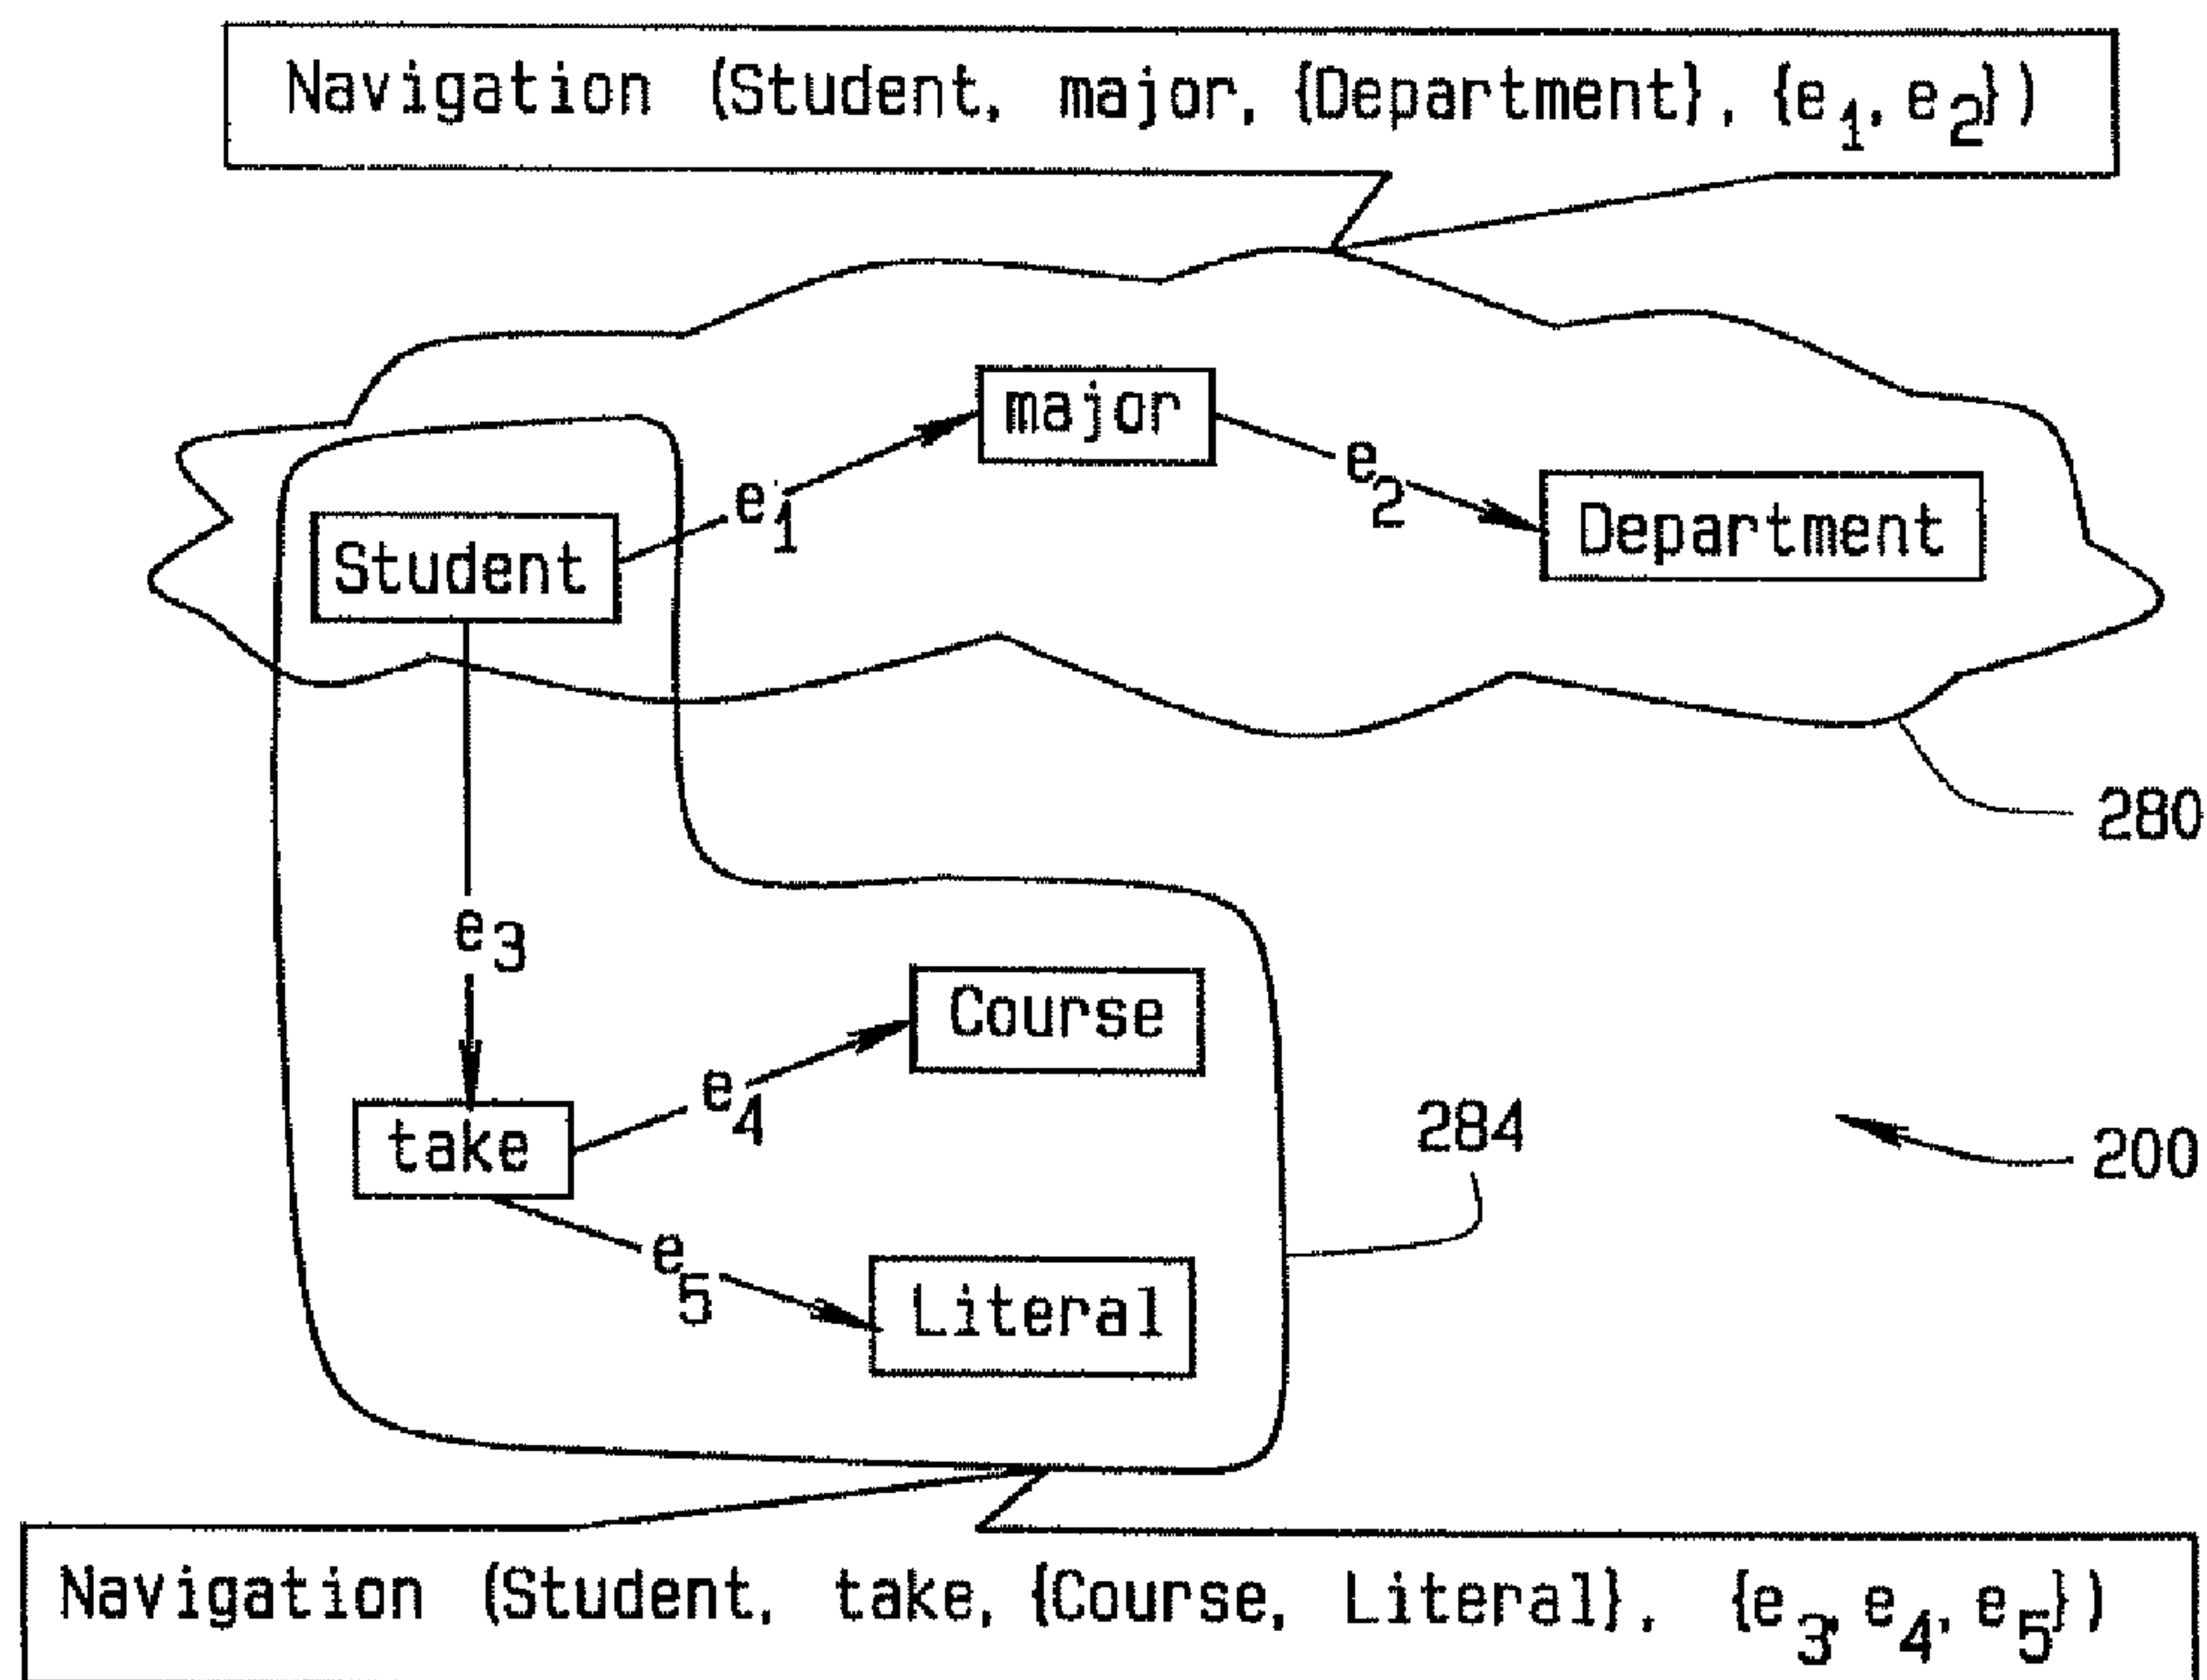 Navigation (Student, major, {Department}, {e1, e2})
major
e1
e2
Student
Department
280
e3
Course
e4
take
284
200
e5
Literal
Navigation (Student, take, {Course, Literal}, {e3, e4, e5})